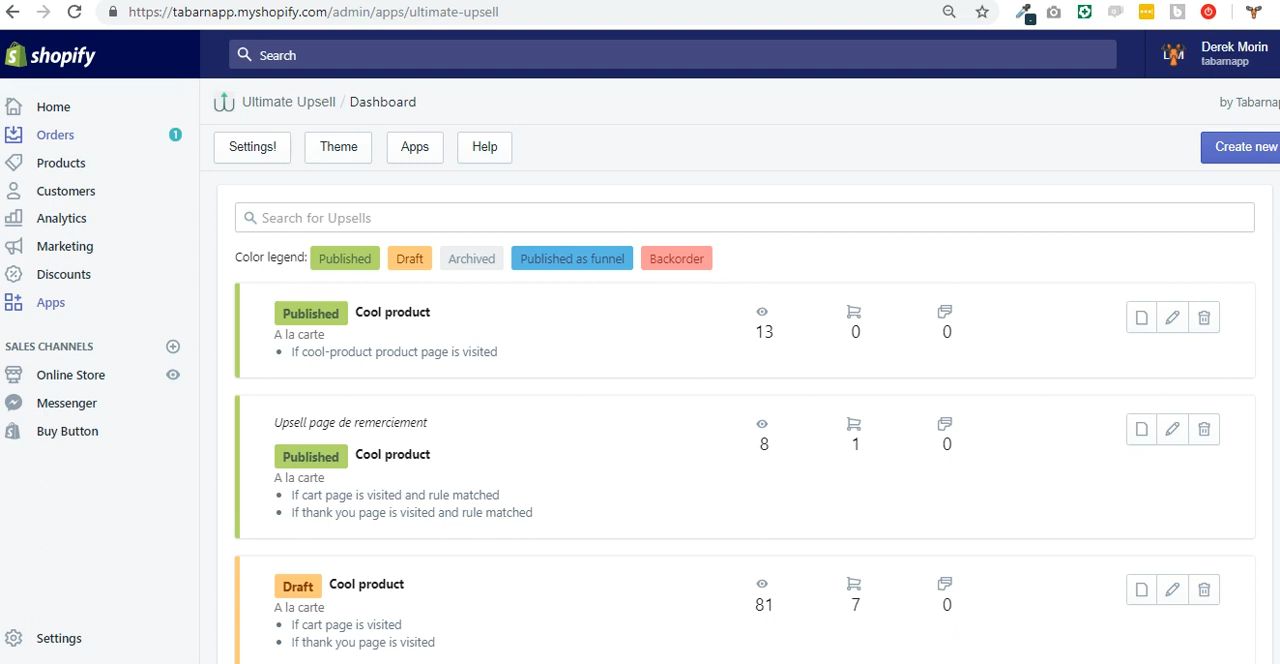 https://tabarnapp.myshopify.com/admin/apps/ultimate-upsell
shopify
Search
Derek Morin
tabarnapp
Home
Orders 1
Products
Customers
Analytics
Marketing
Discounts
Apps
SALES CHANNELS
Online Store
Messenger
Buy Button
Settings
Ultimate Upsell / Dashboard
by Tabarna
Settings! Theme Apps Help
Create new
Search for Upsells
Color legend: Published Draft Archived Published as funnel Backorder
Published Cool product
A la carte
• If cool-product product page is visited
13 0 0
Upsell page de remerciement
Published Cool product
A la carte
• If cart page is visited and rule matched
• If thank you page is visited and rule matched
8 1 0
Draft Cool product
A la carte
• If cart page is visited
• If thank you page is visited
81 7 0